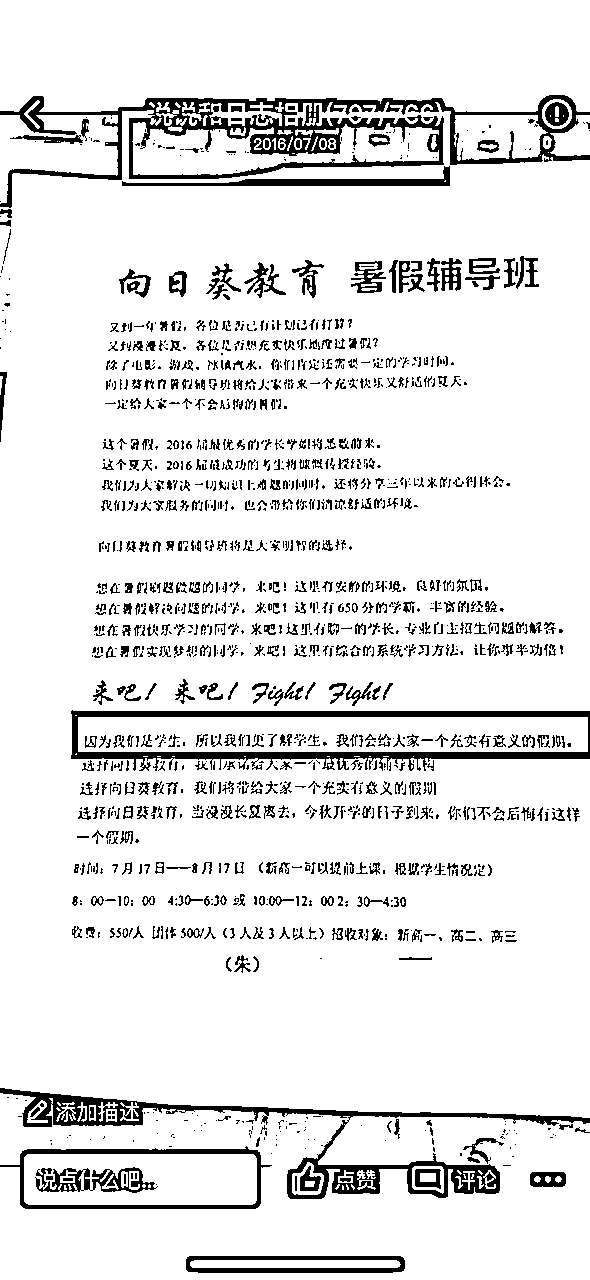 说说和日志相册(707/766)
2016/07/08
向日葵教育 暑假辅导班
又到一年暑假，各位是否已有计划已有打算？
又到漫漫长夏，各位是否想充实快乐地度过暑假？
除了电影、游戏、冰镇汽水，你们肯定还需要一定的学习时间。
向日葵教育暑假辅导班将给大家带来一个充实快乐又舒适的夏天。
一定给大家一个不会后悔的暑假。
这个暑假，2016 届最优秀的学长学姐将悉数前来。
这个夏天，2016 届最成功的考生将慷慨传授经验。
我们为大家解决一切知识上难题的同时，还将分享三年以来的心得体会。
我们为大家服务的同时，也会带给你们清凉舒适的环境。
向日葵教育暑假辅导班将是大家明智的选择。
想在暑假刷题做题的同学，来吧！这里有安静的环境，良好的氛围。
想在暑假解决问题的同学，来吧！这里有 650 分的学霸，丰富的经验。
想在暑假快乐学习的同学，来吧！这里有聊一的学长，专业自主招生问题的解答。
想在暑假实现梦想的同学，来吧！这里有综合的系统学习方法，让你事半功倍！
来吧！来吧！Fight！Fight！
因为我们是学生，所以我们更了解学生。我们会给大家一个充实有意义的假期。
选择向日葵教育，我们承诺给大家一个最优秀的辅导机构
选择向日葵教育，我们将带给大家一个充实有意义的假期
选择向日葵教育，当漫漫长夏离去，今秋开学的日子到来，你们不会后悔有这样
一个假期。
时间：7 月 17 日——8 月 17 日 （新高一可以提前上课，根据学生情况定）
8：00—10：00 4:30—6:30 或 10:00—12：00 2：30—4:30
收费：550/人 团体 500/人（3 人及 3 人以上）招收对象：新高一、高二、高三
（朱）
添加描述
说点什么吧...
点赞
评论